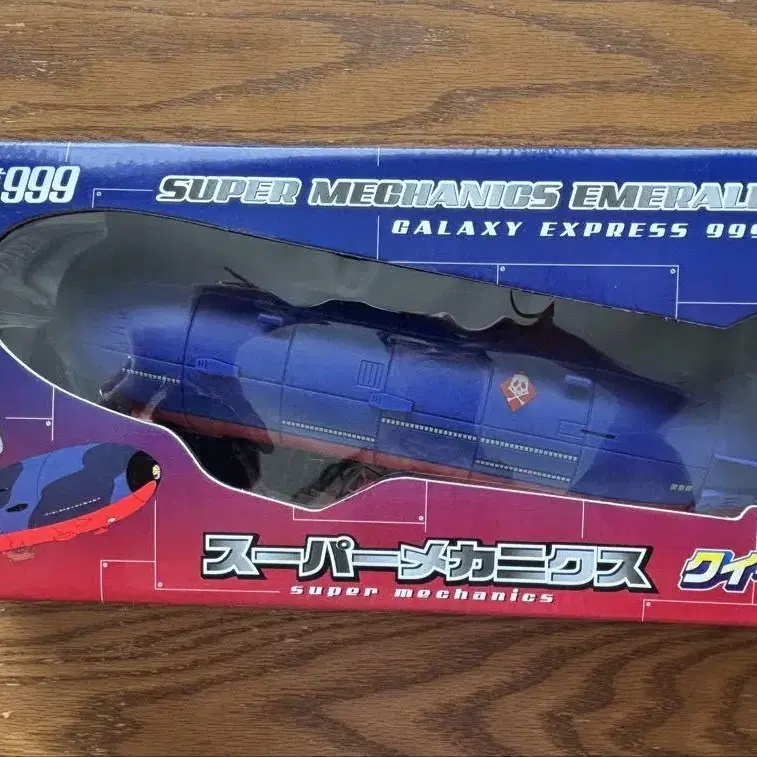 999
SUPER MECHANICS EMERAL
GALAXY EXPRESS 999
スーパーメカニクス
super mechanics
クイ